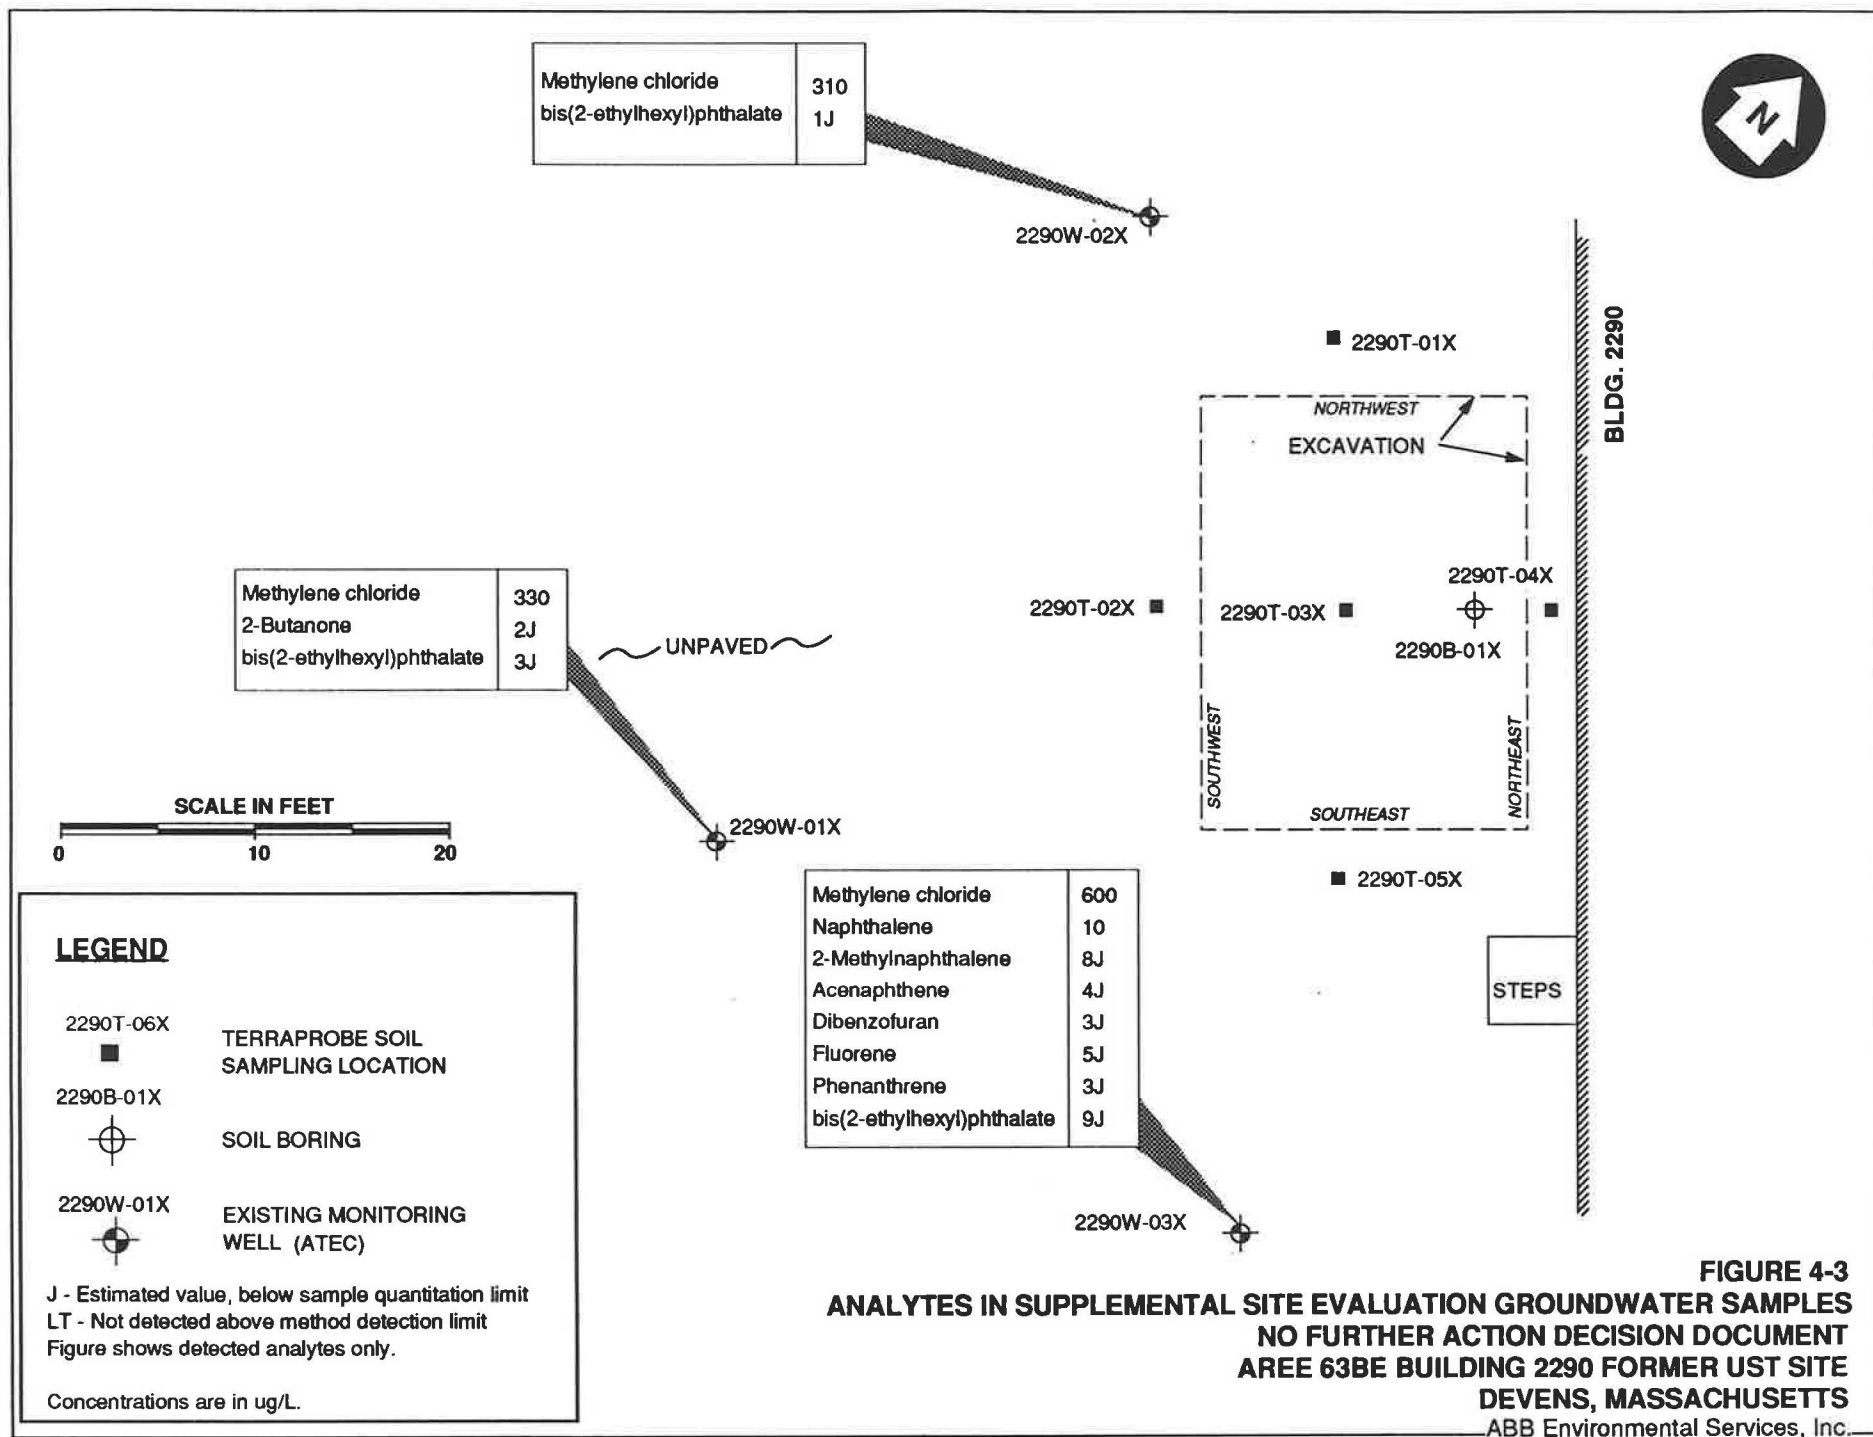 Methylene chloride 310
bis(2-ethylhexyl)phthalate 1J
N
2290W-02X
2290T-01X
BLDG. 2290
NORTHWEST
EXCAVATION
2290T-04X
2290T-02X
2290T-03X
2290B-01X
SOUTHWEST
NORTHEAST
SOUTHEAST
2290T-05X
STEPS
Methylene chloride 330
2-Butanone 2J
bis(2-ethylhexyl)phthalate 3J
UNPAVED
2290W-01X
SCALE IN FEET
0 10 20
Methylene chloride 600
Naphthalene 10
2-Methylnaphthalene 8J
Acenaphthene 4J
Dibenzofuran 3J
Fluorene 5J
Phenanthrene 3J
bis(2-ethylhexyl)phthalate 9J
2290W-03X
LEGEND
2290T-06X
TERRAPROBE SOIL
SAMPLING LOCATION
2290B-01X
SOIL BORING
2290W-01X
EXISTING MONITORING
WELL (ATEC)
J - Estimated value, below sample quantitation limit
LT - Not detected above method detection limit
Figure shows detected analytes only.
Concentrations are in ug/L.
FIGURE 4-3
ANALYTES IN SUPPLEMENTAL SITE EVALUATION GROUNDWATER SAMPLES
NO FURTHER ACTION DECISION DOCUMENT
AREE 63BE BUILDING 2290 FORMER UST SITE
DEVENS, MASSACHUSETTS
ABB Environmental Services, Inc.